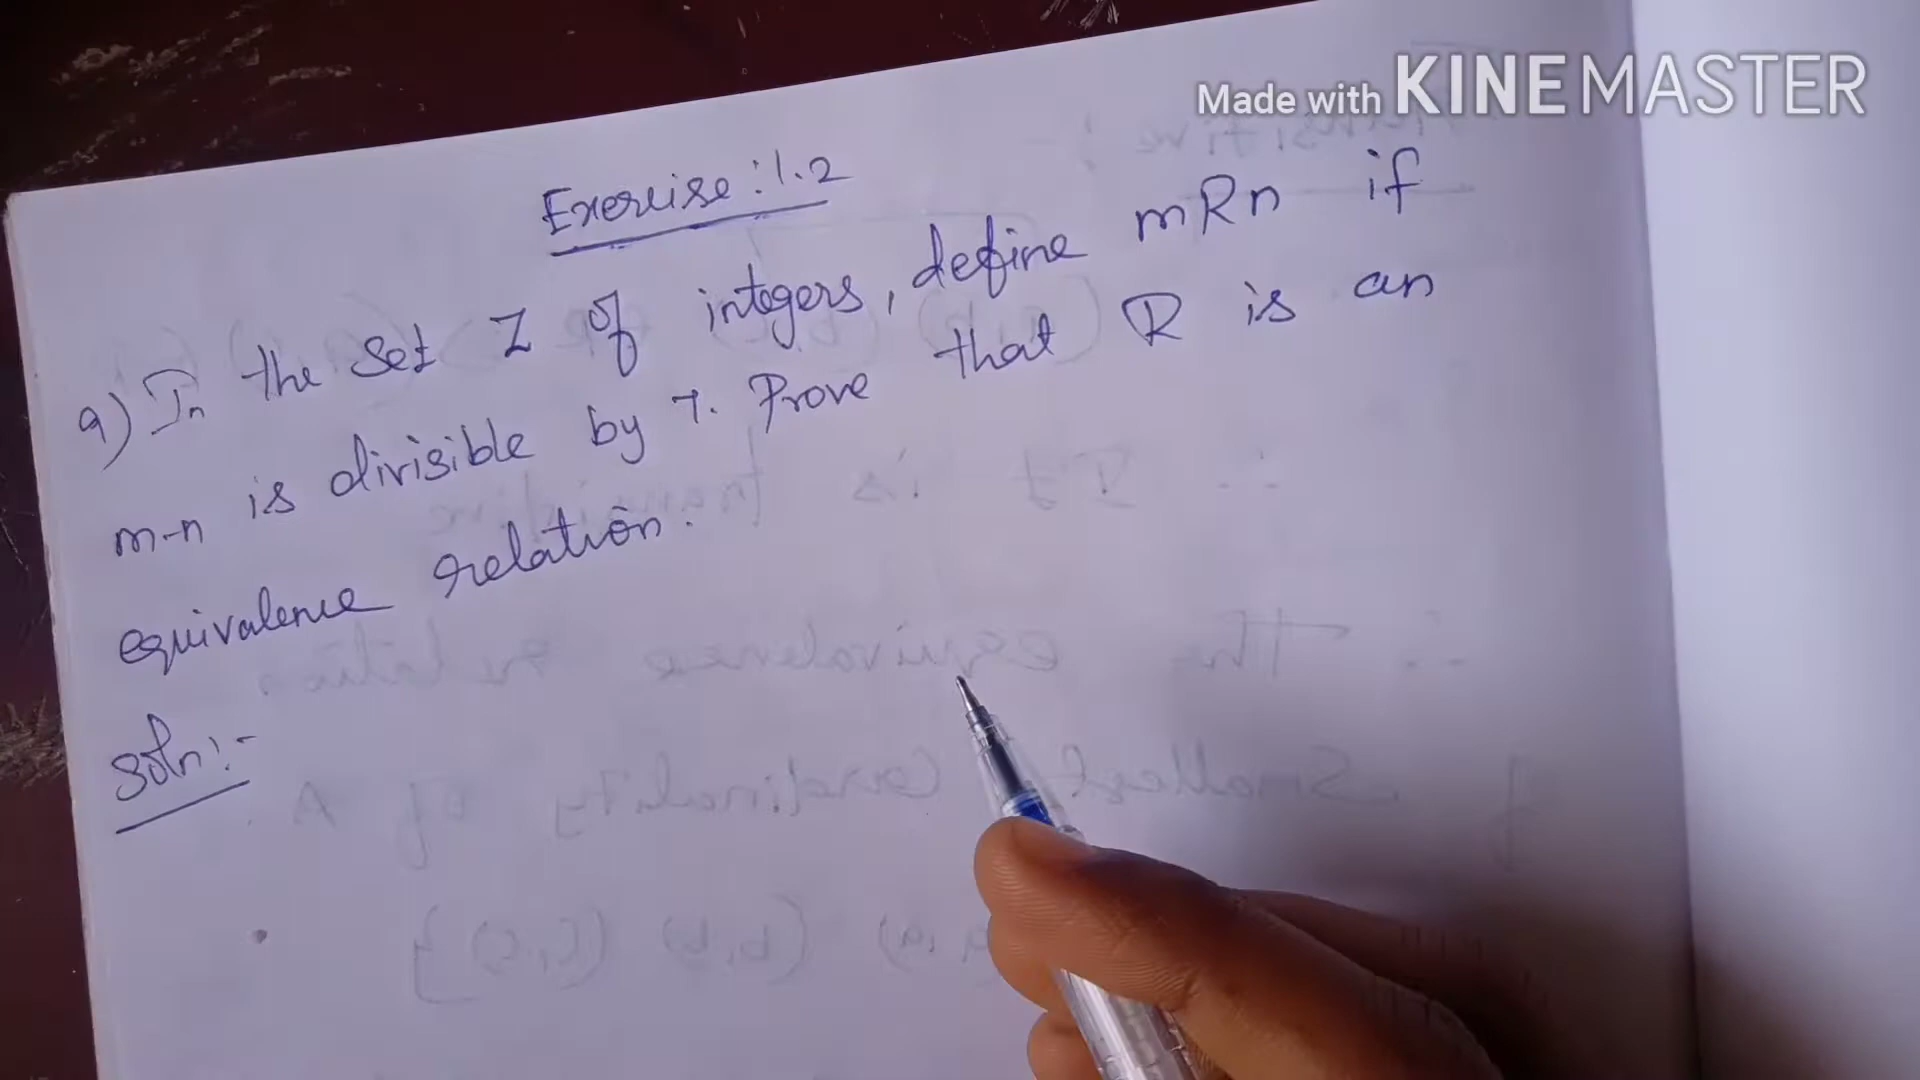 Made with KINEMASTER
Exercise : 1.2
9) In the set Z of integers, define mRn if
m-n is divisible by 7. Prove that R is an
equivalence relation.
Soln:-